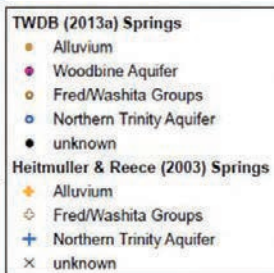 TWDB (2013a) Springs
Alluvium
Woodbine Aquifer
Fred/Washita Groups
Northern Trinity Aquifer
unknown
Heitmuller & Reece (2003) Springs
Alluvium
Fred/Washita Groups
Northern Trinity Aquifer
unknown